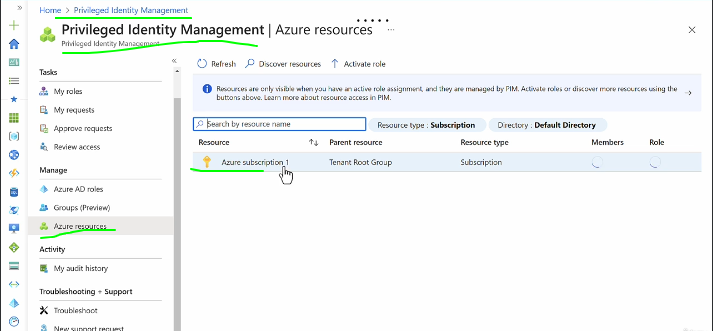 Home > Privileged Identity Management >
Privileged Identity Management | Azure resources ...
Privileged Identity Management
Refresh Discover resources Activate role
Tasks
My roles
My requests
Approve requests
Review access
Manage
Azure AD roles
Groups (Preview)
Azure resources
Activity
My audit history
Troubleshooting + Support
Troubleshoot
New support request
Resources are only visible when you have an active role assignment, and they are managed by PIM. Activate roles or discover more resources using the
buttons above. Learn more about resource access in PIM.
Search by resource name Resource type : Subscription Directory : Default Directory
Resource Parent resource Resource type Members Role
Azure subscription 1 Tenant Root Group Subscription